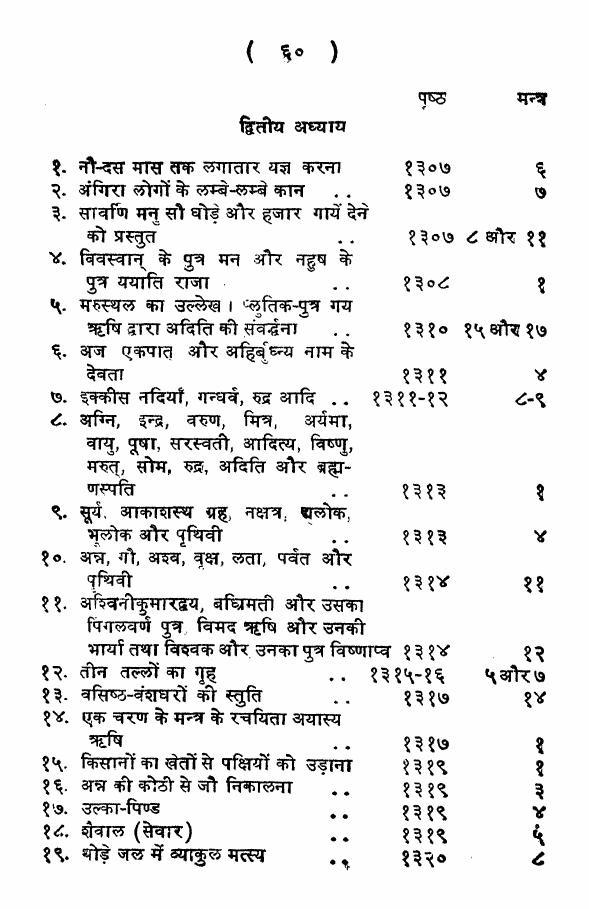 ( ६० )
पृष्ठ मन्त्र
द्वितीय अध्याय
१. नौ-दस मास तक लगातार यज्ञ करना १३०७ ६
२. अंगिरा लोगों के लम्बे-लम्बे कान .. १३०७ ७
३. सार्वाण मनु सौ घोड़े और हजार गायें देने
को प्रस्तुत .. १३०७ ८ और ११
४. विवस्वान् के पुत्र मन और नहुष के
पुत्र ययाति राजा .. १३०८ १
५. मरुस्थल का उल्लेख। प्लुतिक-पुत्र गय
ऋषि द्वारा अदिति की संवर्द्धना .. १३१० १५ और १७
६. अज एकपात् और अहिर्बुध्न्य नाम के
देवता १३११ ४
७. इक्कीस नदियाँ, गन्धर्व, रुद्र आदि .. १३११-१२ ८-९
८. अग्नि, इन्द्र, वरुण, मित्र, अर्यमा,
वायु, पूषा, सरस्वती, आदित्य, विष्णु,
मरुत्, सोम, रुद्र, अदिति और ब्रह्म-
णस्पति .. १३१३ १
९. सूर्य, आकाशस्थ ग्रह, नक्षत्र, द्युलोक,
भूलोक और पृथिवी .. १३१३ ४
१०. अन्न, गौ, अश्व, वृक्ष, लता, पर्वत और
पृथिवी .. १३१४ ११
११. अश्विनीकुमारद्वय, बध्रिमती और उसका
पिंगलवर्ण पुत्र, विमद ऋषि और उनकी
भार्या तथा विश्वक और उनका पुत्र विष्णाप्व १३१४ १२
१२. तीन तल्लों का गृह .. १३१५-१६ ५ और ७
१३. वसिष्ठ-वंशधरों की स्तुति .. १३१७ १४
१४. एक चरण के मन्त्र के रचयिता अयास्य
ऋषि .. १३१७ १
१५. किसानों का खेतों से पक्षियों को उड़ाना १३१९ १
१६. अन्न की कोठी से जौ निकालना .. १३१९ ३
१७. उल्का-पिण्ड .. १३१९ ४
१८. शैवाल (सेवार) .. १३१९ ५
१९. थोड़े जल में व्याकुल मत्स्य .. १३२० ८